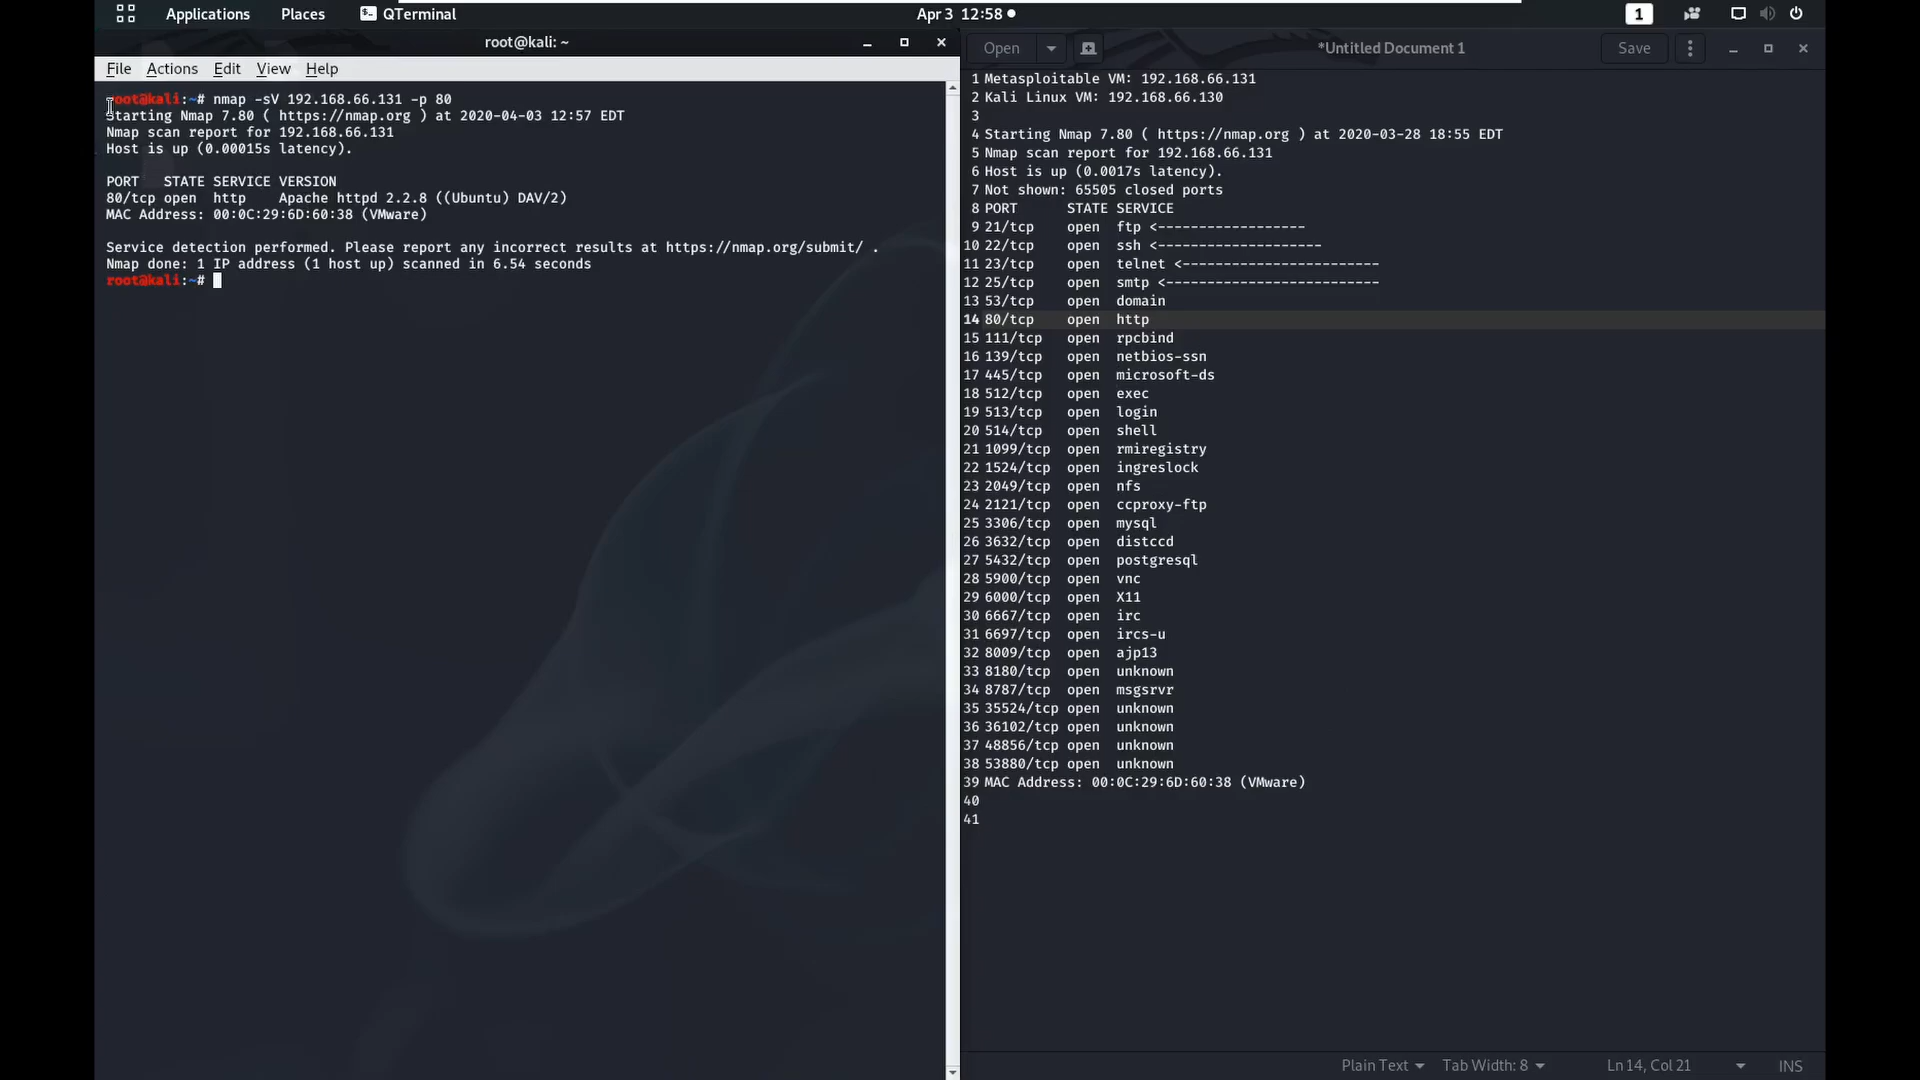 Applications Places QTerminal Apr 3 12:58 1
root@kali: ~
File Actions Edit View Help
root@kali:~# nmap -sV 192.168.66.131 -p 80
Starting Nmap 7.80 ( https://nmap.org ) at 2020-04-03 12:57 EDT
Nmap scan report for 192.168.66.131
Host is up (0.00015s latency).
PORT STATE SERVICE VERSION
80/tcp open http Apache httpd 2.2.8 ((Ubuntu) DAV/2)
MAC Address: 00:0C:29:6D:60:38 (VMware)
Service detection performed. Please report any incorrect results at https://nmap.org/submit/ .
Nmap done: 1 IP address (1 host up) scanned in 6.54 seconds
root@kali:~#
Open *Untitled Document 1 Save
1 Metasploitable VM: 192.168.66.131
2 Kali Linux VM: 192.168.66.130
3
4 Starting Nmap 7.80 ( https://nmap.org ) at 2020-03-28 18:55 EDT
5 Nmap scan report for 192.168.66.131
6 Host is up (0.0017s latency).
7 Not shown: 65505 closed ports
8 PORT STATE SERVICE
9 21/tcp open ftp <------------------
10 22/tcp open ssh <-------------------
11 23/tcp open telnet <-----------------------
12 25/tcp open smtp <-------------------------
13 53/tcp open domain
14 80/tcp open http
15 111/tcp open rpcbind
16 139/tcp open netbios-ssn
17 445/tcp open microsoft-ds
18 512/tcp open exec
19 513/tcp open login
20 514/tcp open shell
21 1099/tcp open rmiregistry
22 1524/tcp open ingreslock
23 2049/tcp open nfs
24 2121/tcp open ccproxy-ftp
25 3306/tcp open mysql
26 3632/tcp open distccd
27 5432/tcp open postgresql
28 5900/tcp open vnc
29 6000/tcp open X11
30 6667/tcp open irc
31 6697/tcp open ircs-u
32 8009/tcp open ajp13
33 8180/tcp open unknown
34 8787/tcp open msgsrvr
35 35524/tcp open unknown
36 36102/tcp open unknown
37 48856/tcp open unknown
38 53880/tcp open unknown
39 MAC Address: 00:0C:29:6D:60:38 (VMware)
40
41
Plain Text Tab Width: 8 Ln 14, Col 21 INS